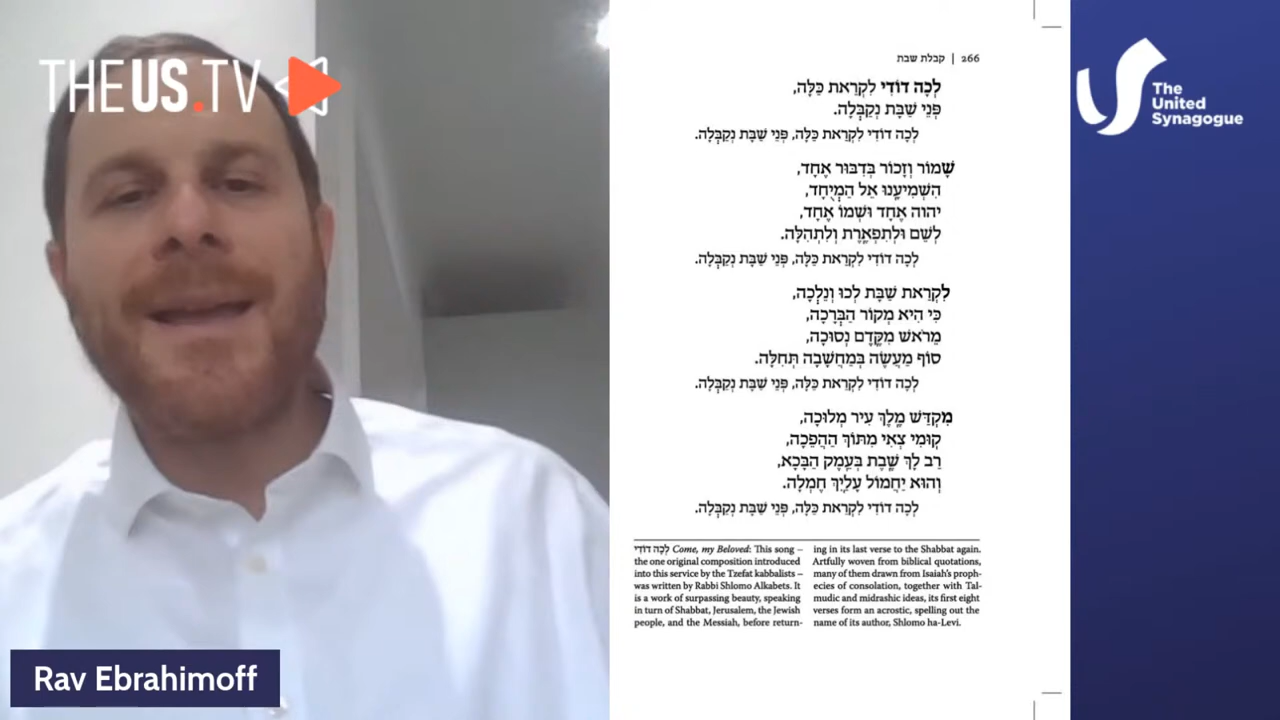 THEUS.TV
The
United
Synagogue
266 | קבלת שבת
לְכָה דוֹדִי לִקְרַאת כַּלָּה,
פְּנֵי שַׁבָּת נְקַבְּלָה.
לְכָה דוֹדִי לִקְרַאת כַּלָּה, פְּנֵי שַׁבָּת נְקַבְּלָה.
שָׁמוֹר וְזָכוֹר בְּדִבּוּר אֶחָד,
הִשְׁמִיעָנוּ אֵל הַמְיֻחָד,
יהוה אֶחָד וּשְׁמוֹ אֶחָד,
לְשֵׁם וּלְתִפְאֶרֶת וְלִתְהִלָּה.
לְכָה דוֹדִי לִקְרַאת כַּלָּה, פְּנֵי שַׁבָּת נְקַבְּלָה.
לִקְרַאת שַׁבָּת לְכוּ וְנֵלְכָה,
כִּי הִיא מְקוֹר הַבְּרָכָה,
מֵרֹאשׁ מִקֶּדֶם נְסוּכָה,
סוֹף מַעֲשֶׂה בְּמַחֲשָׁבָה תְּחִלָּה.
לְכָה דוֹדִי לִקְרַאת כַּלָּה, פְּנֵי שַׁבָּת נְקַבְּלָה.
מִקְדַּשׁ מֶלֶךְ עִיר מְלוּכָה,
קוּמִי צְאִי מִתּוֹךְ הַהֲפֵכָה,
רַב לָךְ שֶׁבֶת בְּעֵמֶק הַבָּכָא,
וְהוּא יַחֲמוֹל עָלַיִךְ חֶמְלָה.
לְכָה דוֹדִי לִקְרַאת כַּלָּה, פְּנֵי שַׁבָּת נְקַבְּלָה.
לְכָה דוֹדִי Come, my Beloved: This song –
the one original composition introduced
into this service by the Tzefat kabbalists –
was written by Rabbi Shlomo Alkabets. It
is a work of surpassing beauty, speaking
in turn of Shabbat, Jerusalem, the Jewish
people, and the Messiah, before return-
ing in its last verse to the Shabbat again.
Artfully woven from biblical quotations,
many of them drawn from Isaiah's proph-
ecies of consolation, together with Tal-
mudic and midrashic ideas, its first eight
verses form an acrostic, spelling out the
name of its author, Shlomo ha-Levi.
Rav Ebrahimoff